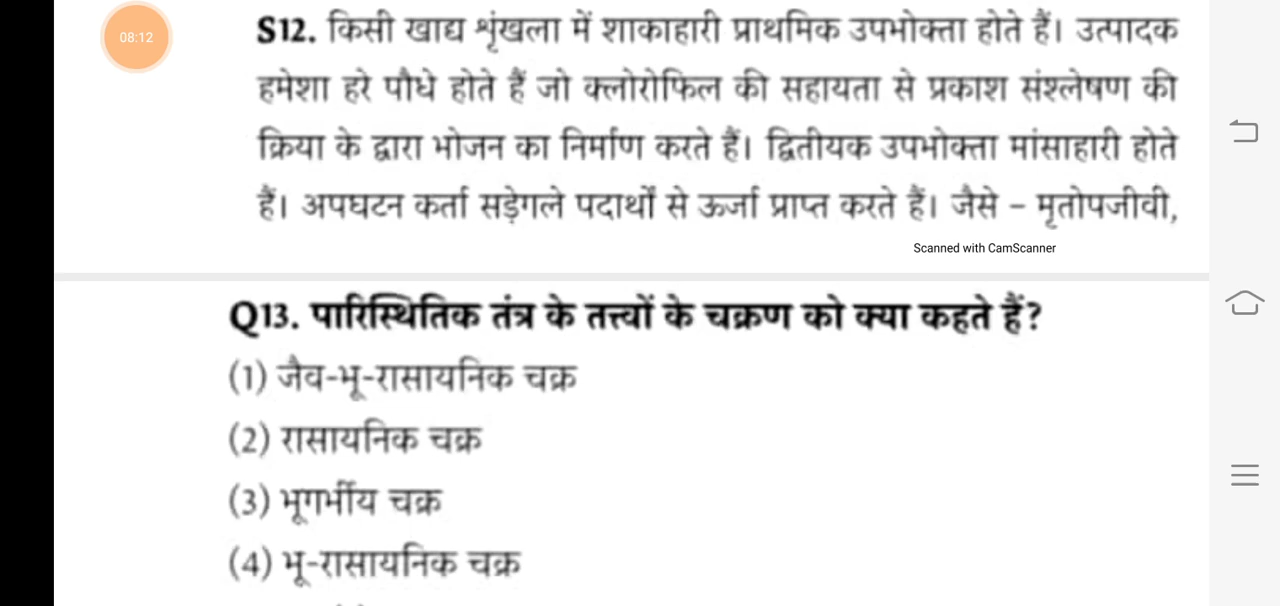 08:12
S12. किसी खाद्य शृंखला में शाकाहारी प्राथमिक उपभोक्ता होते हैं। उत्पादक
हमेशा हरे पौधे होते हैं जो क्लोरोफिल की सहायता से प्रकाश संश्लेषण की
क्रिया के द्वारा भोजन का निर्माण करते हैं। द्वितीयक उपभोक्ता मांसाहारी होते
हैं। अपघटन कर्ता सड़ेगले पदार्थों से ऊर्जा प्राप्त करते हैं। जैसे – मृतोपजीवी,
Scanned with CamScanner
Q13. पारिस्थितिक तंत्र के तत्त्वों के चक्रण को क्या कहते हैं?
(1) जैव-भू-रासायनिक चक्र
(2) रासायनिक चक्र
(3) भूगर्भीय चक्र
(4) भू-रासायनिक चक्र